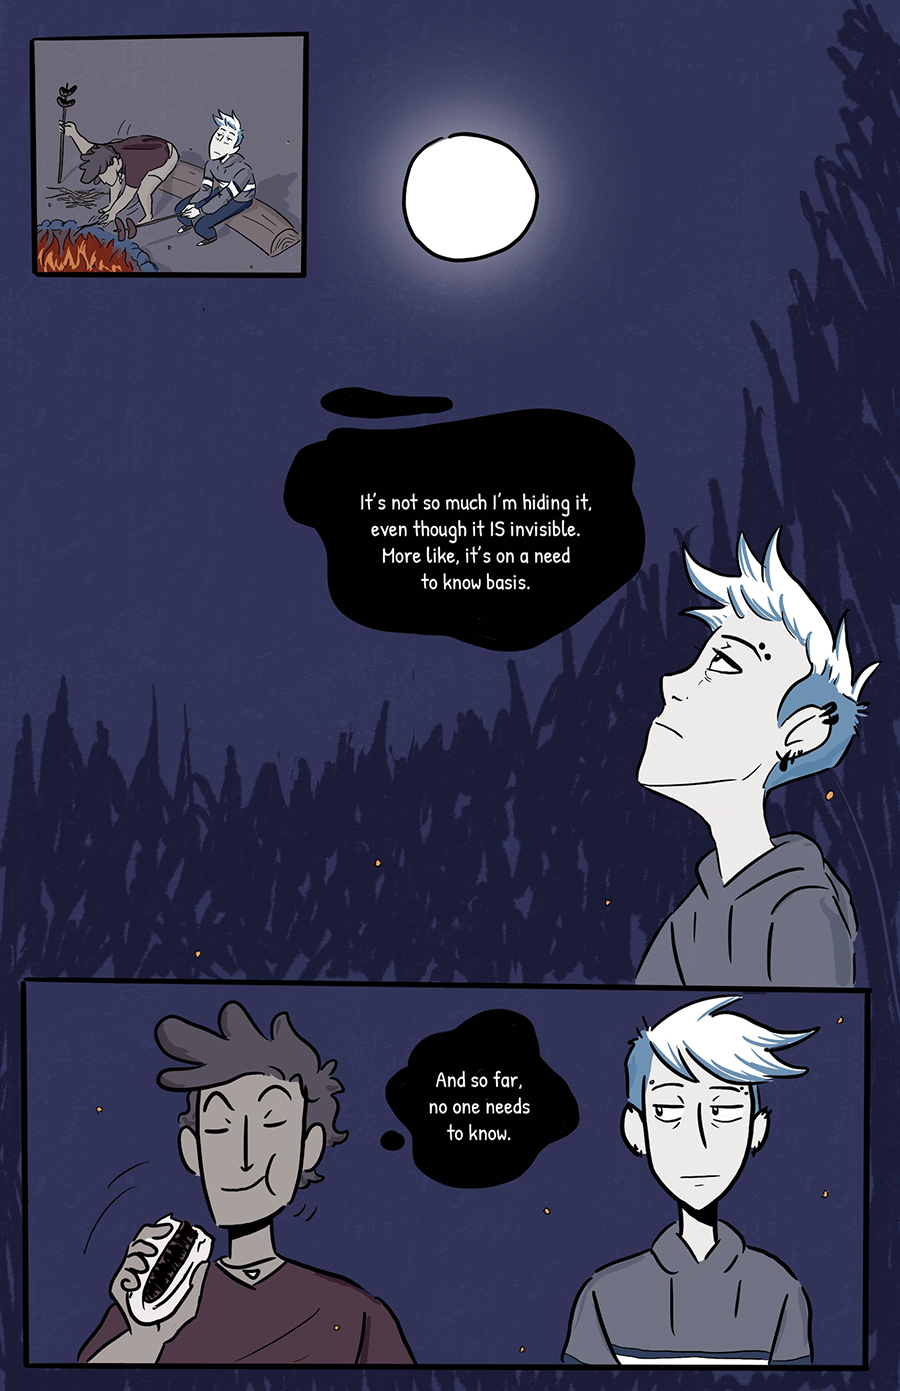 It's not so much I'm hiding it,
even though it IS invisible.
More like, it's on a need
to know basis.
And so far,
no one needs
to know.